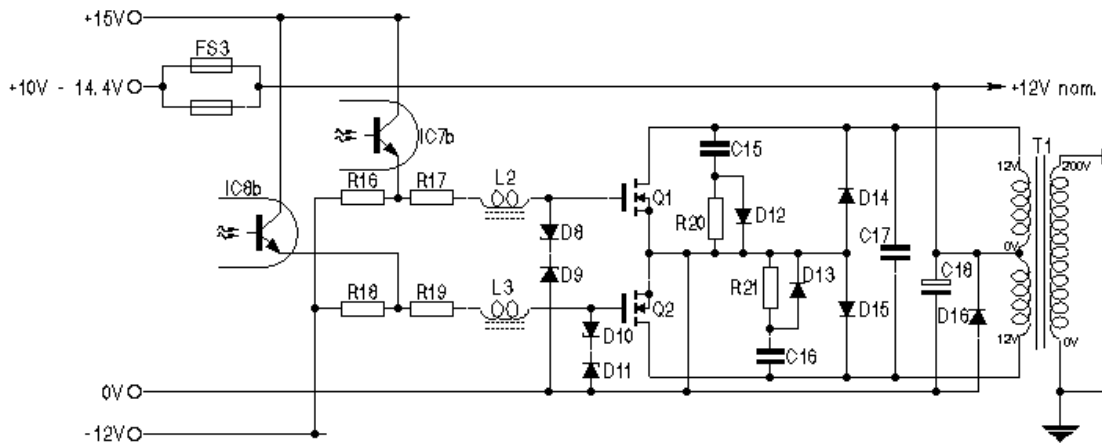 +15V
FS3
+10V - 14.4V
+12V nom.
IC7b
IC8b
R16
R17
L2
Q1
C15
R20
D12
D14
T1
12V
200V
D8
D9
C17
0V
R18
R19
L3
Q2
R21
D13
D15
C18
D16
D10
D11
C16
12V
0V
0V
-12V